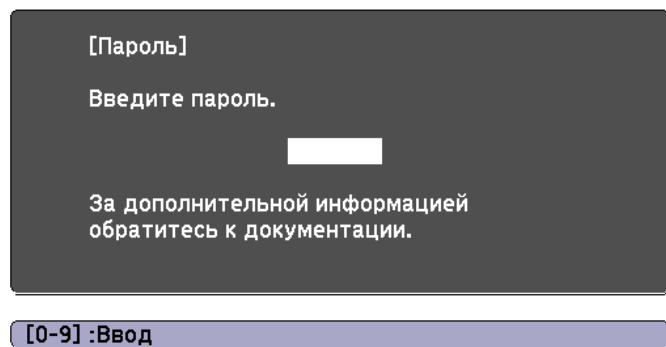 [Пароль]
Введите пароль.
За дополнительной информацией
обратитесь к документации.
[0-9] :Ввод